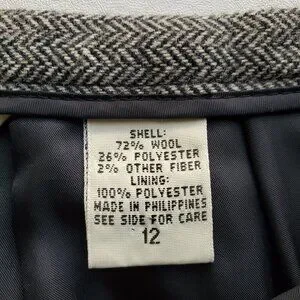 SHELL:
72% WOOL
26% POLYESTER
2% OTHER FIBER
LINING:
100% POLYESTER
MADE IN PHILIPPINES
SEE SIDE FOR CARE
12